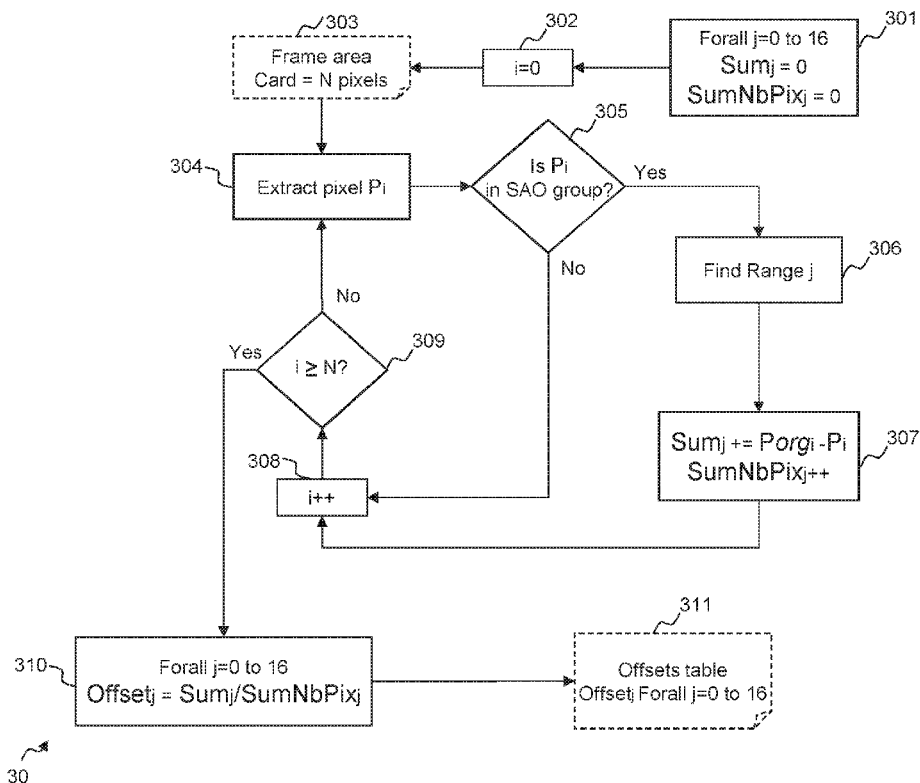 303
Frame area
Card = N pixels
302
i=0
301
Forall j=0 to 16
Sumj = 0
SumNbPixj = 0
304
Extract pixel Pi
305
Is Pi
in SAO group?
Yes
No
306
Find Range j
No
Yes
309
i ≥ N?
307
Sumj += Porgi -Pi
SumNbPixj++
308
i++
310
Forall j=0 to 16
Offsetj = Sumj/SumNbPixj
311
Offsets table
Offsetj Forall j=0 to 16
30